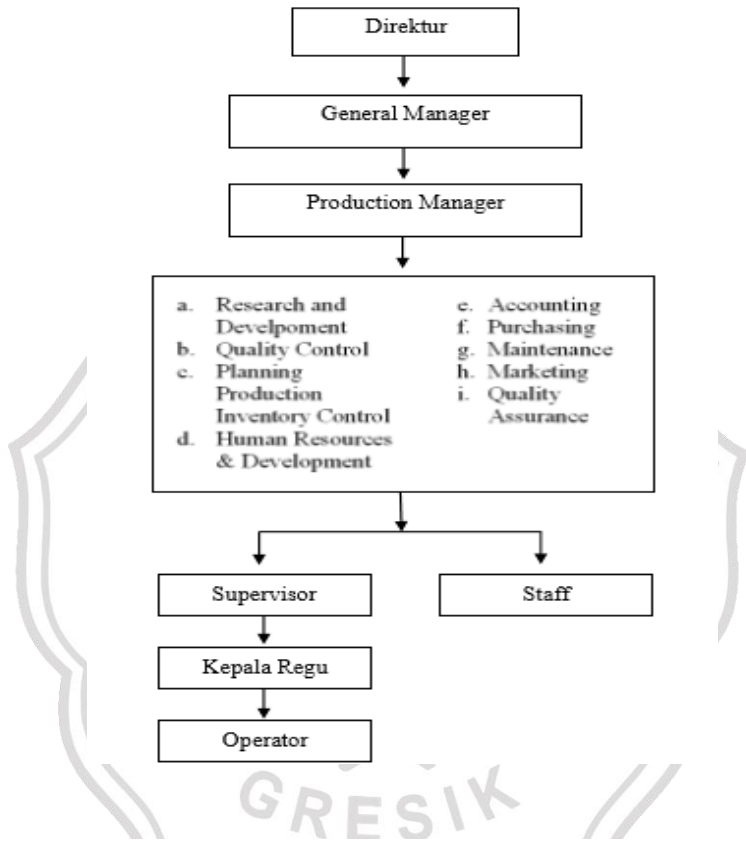 Direktur
General Manager
Production Manager
a. Research and
Develpoment
b. Quality Control
c. Planning
Production
Inventory Control
d. Human Resources
& Development
e. Accounting
f. Purchasing
g. Maintenance
h. Marketing
i. Quality
Assurance
Supervisor
Staff
Kepala Regu
Operator
GRESIK